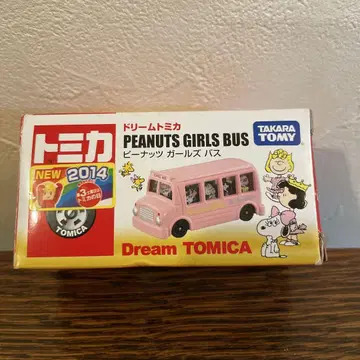 ドリームトミカ
PEANUTS GIRLS BUS
ピーナッツ ガールズ バス
TAKARA TOMY
トミカ
NEW
2014
TOMICA
Dream TOMICA